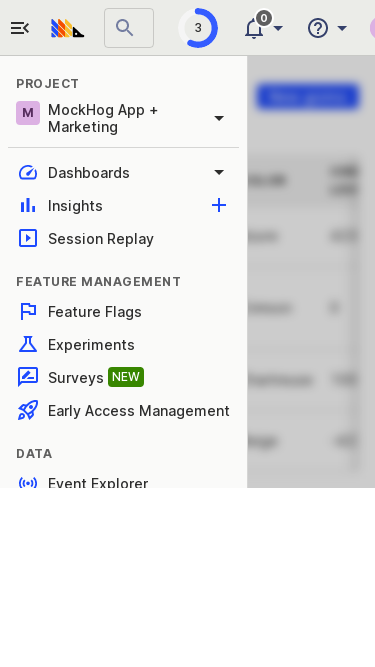 3
0
PROJECT
M
MockHog App +
Marketing
Dashboards
Insights
Session Replay
FEATURE MANAGEMENT
Feature Flags
Experiments
Surveys NEW
Early Access Management
DATA
Event Explorer